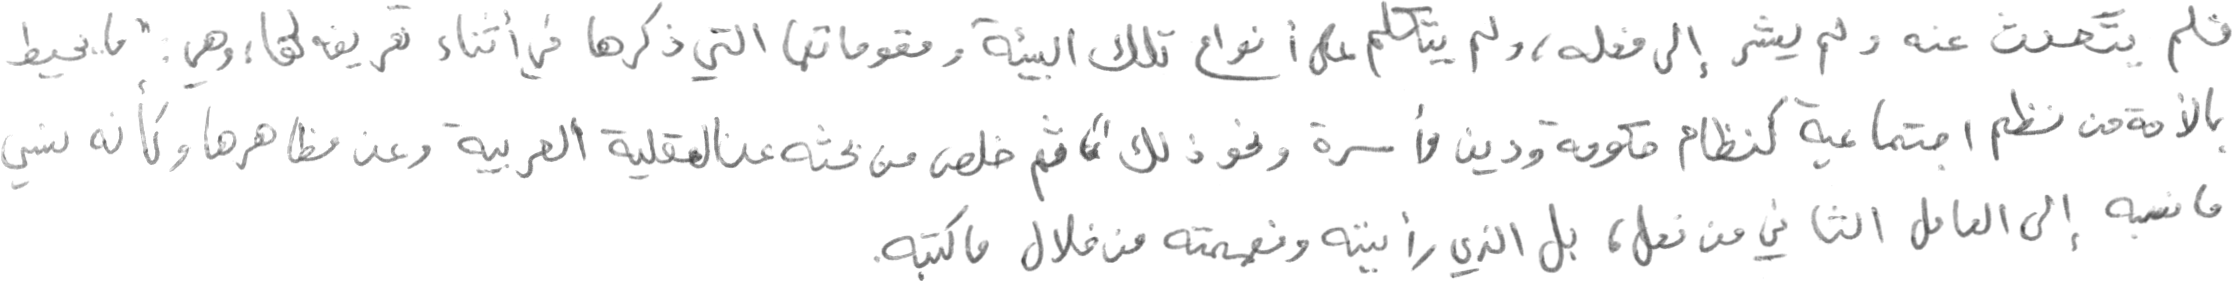 فلم يتحدث عنه ولم يشر إلى فعله، ولم يتكلم على أنواع تلك البيئة ومقوماتها التي ذكرها في أثناء تعريفه لها، وهي: "ما يحيط
بالأمة من نظم اجتماعية كنظام حكومة ودين وأسرة ونحو ذلك" ثم خلص من بحثه عن العقلية العربية وعن مظاهرها وكأنه نسي
ما نسبه إلى العامل الثاني من فعل، بل الذي رأيته وفهمته من خلال ما كتبه.